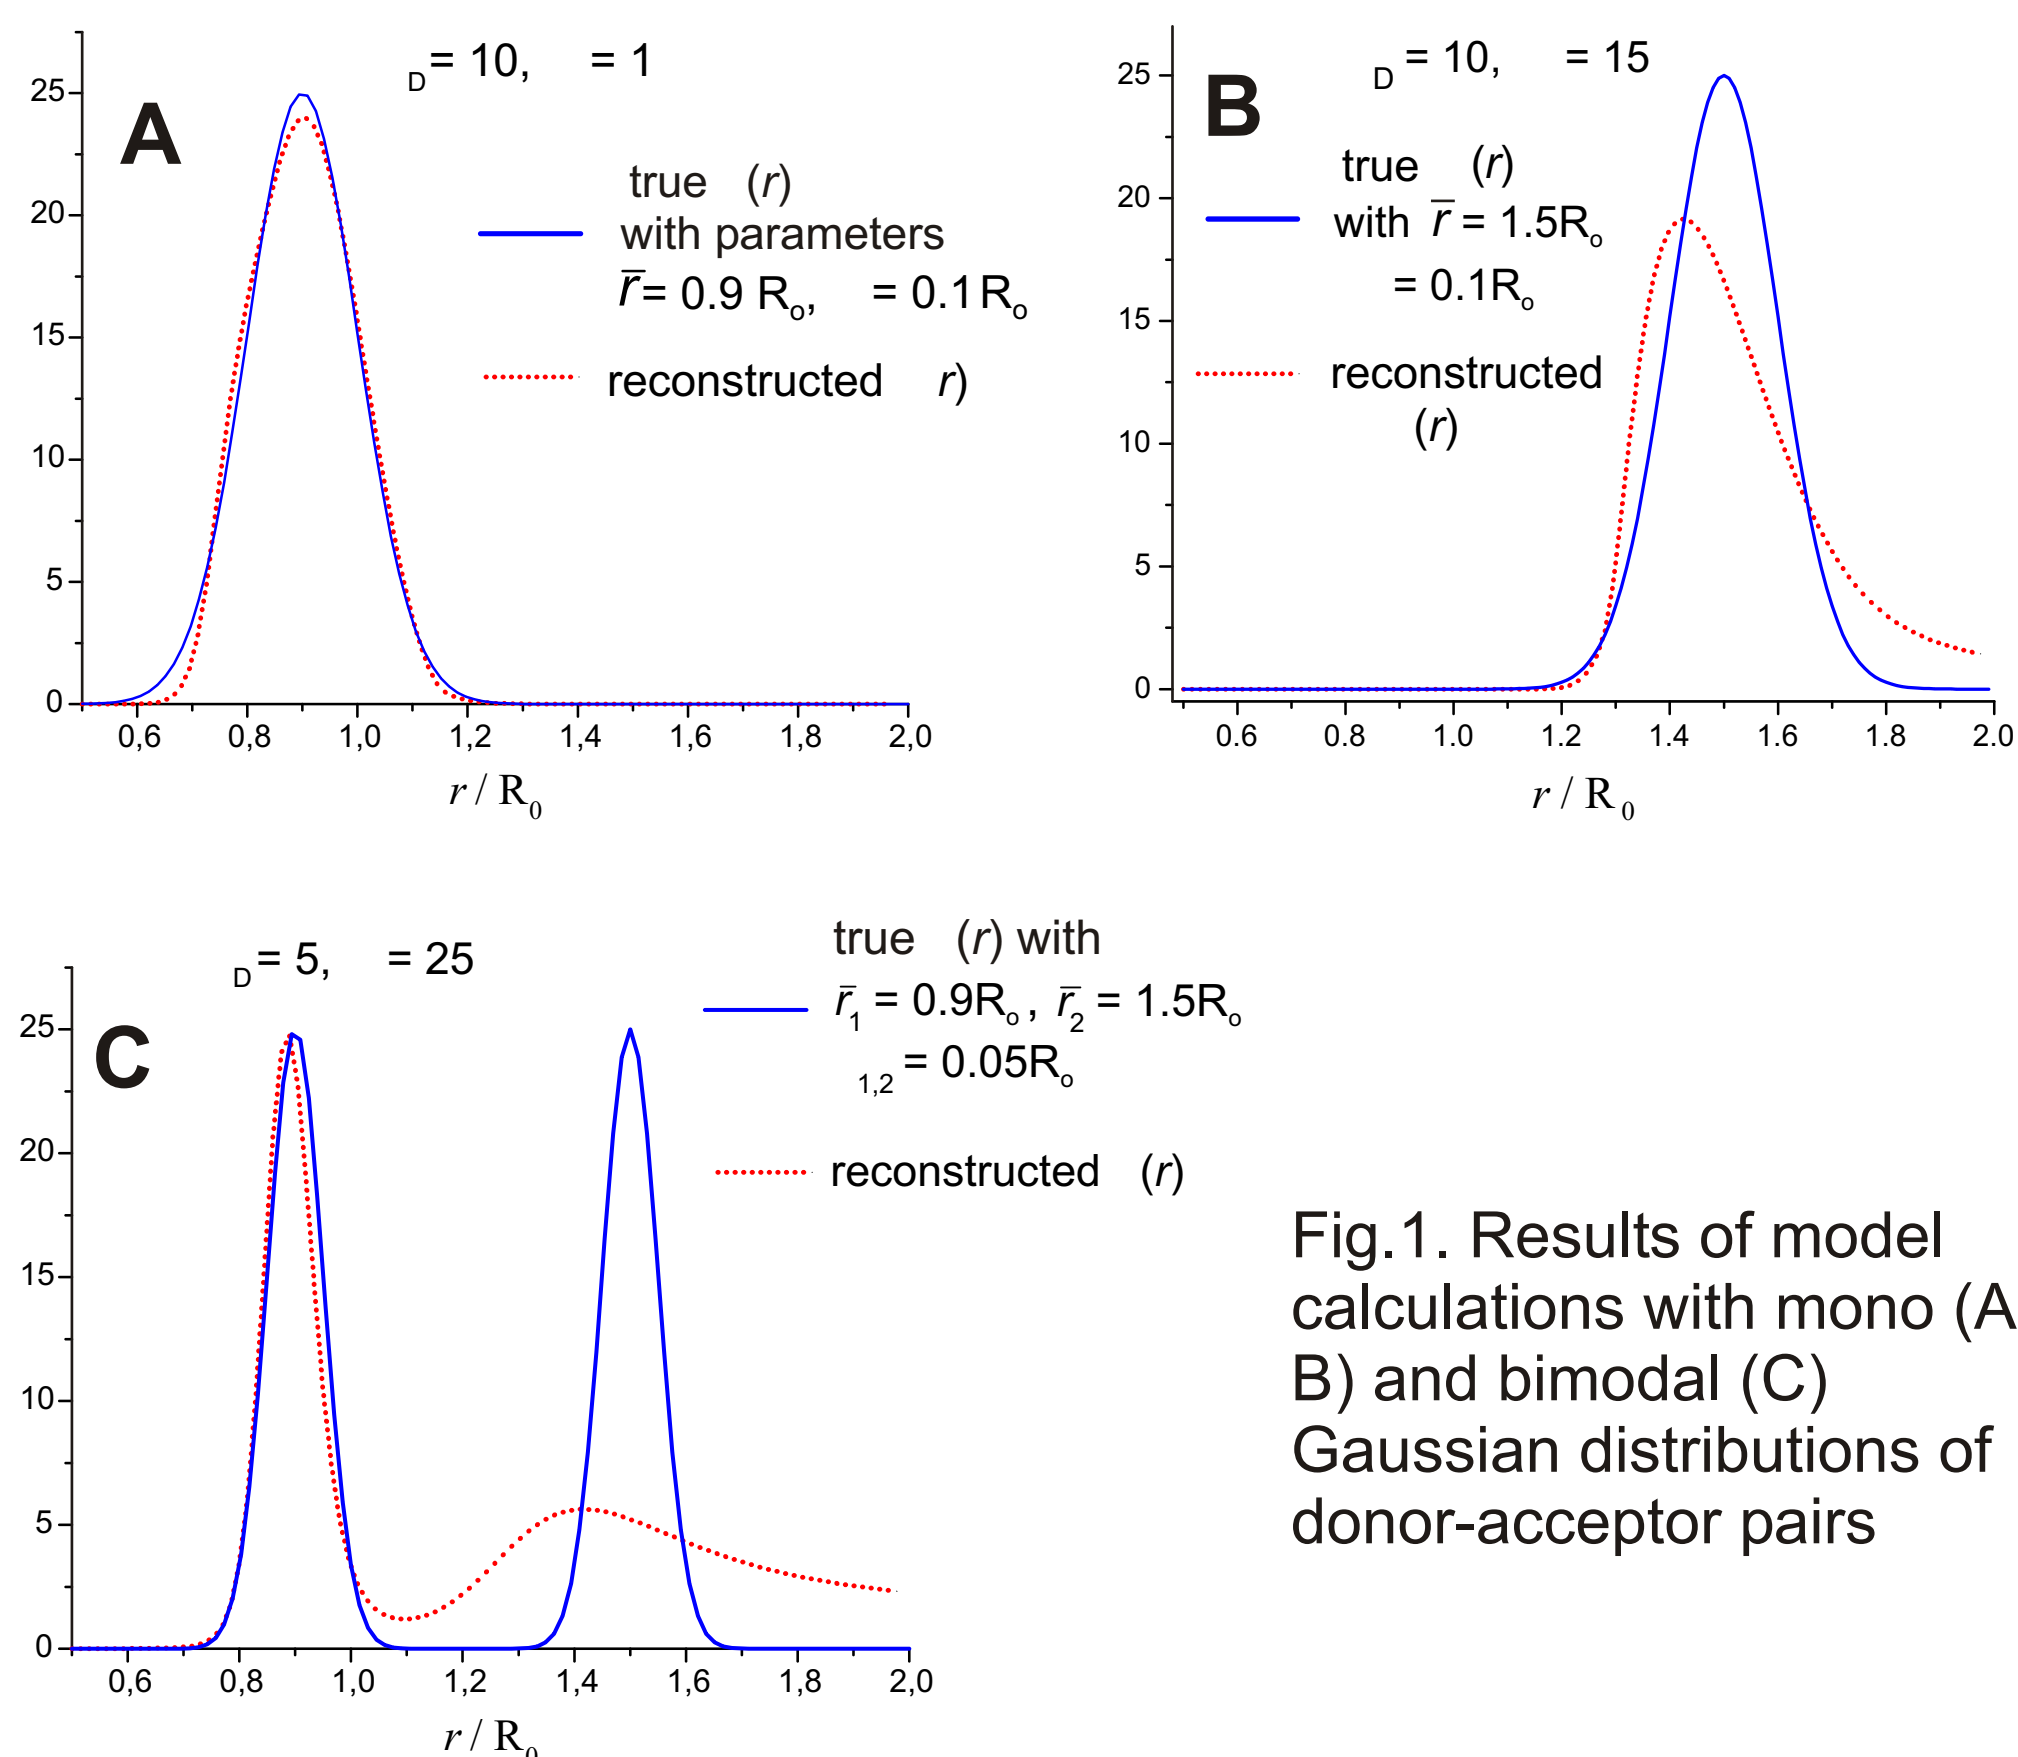 A
D = 10, = 1
true (r)
with parameters
r̅ = 0.9 Rₒ, = 0.1Rₒ
reconstructed r)
25
20
15
10
5
0
0,6 0,8 1,0 1,2 1,4 1,6 1,8 2,0
r / R₀
B
D = 10, = 15
true (r)
with r̅ = 1.5Rₒ
= 0.1Rₒ
reconstructed
(r)
25
20
15
10
5
0
0.6 0.8 1.0 1.2 1.4 1.6 1.8 2.0
r / R₀
C
D = 5, = 25
true (r) with
r̅₁ = 0.9Rₒ, r̅₂ = 1.5Rₒ
1,2 = 0.05Rₒ
reconstructed (r)
25
20
15
10
5
0
0,6 0,8 1,0 1,2 1,4 1,6 1,8 2,0
r / R₀
Fig.1. Results of model
calculations with mono (A
B) and bimodal (C)
Gaussian distributions of
donor-acceptor pairs